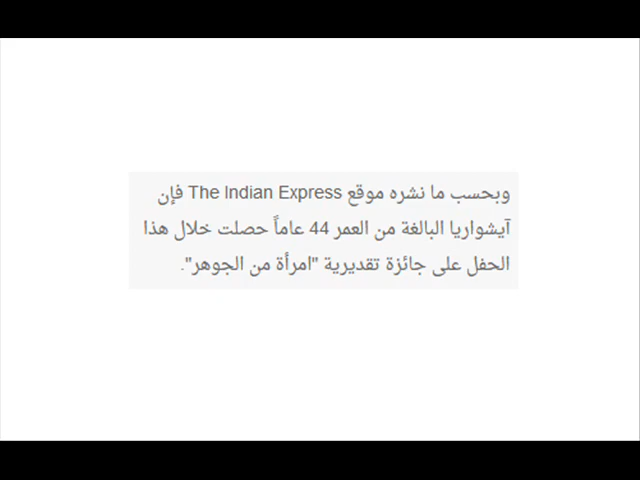 وبحسب ما نشره موقع The Indian Express فإن
آيشواريا البالغة من العمر 44 عاماً حصلت خلال هذا
الحفل على جائزة تقديرية "امرأة من الجوهر".